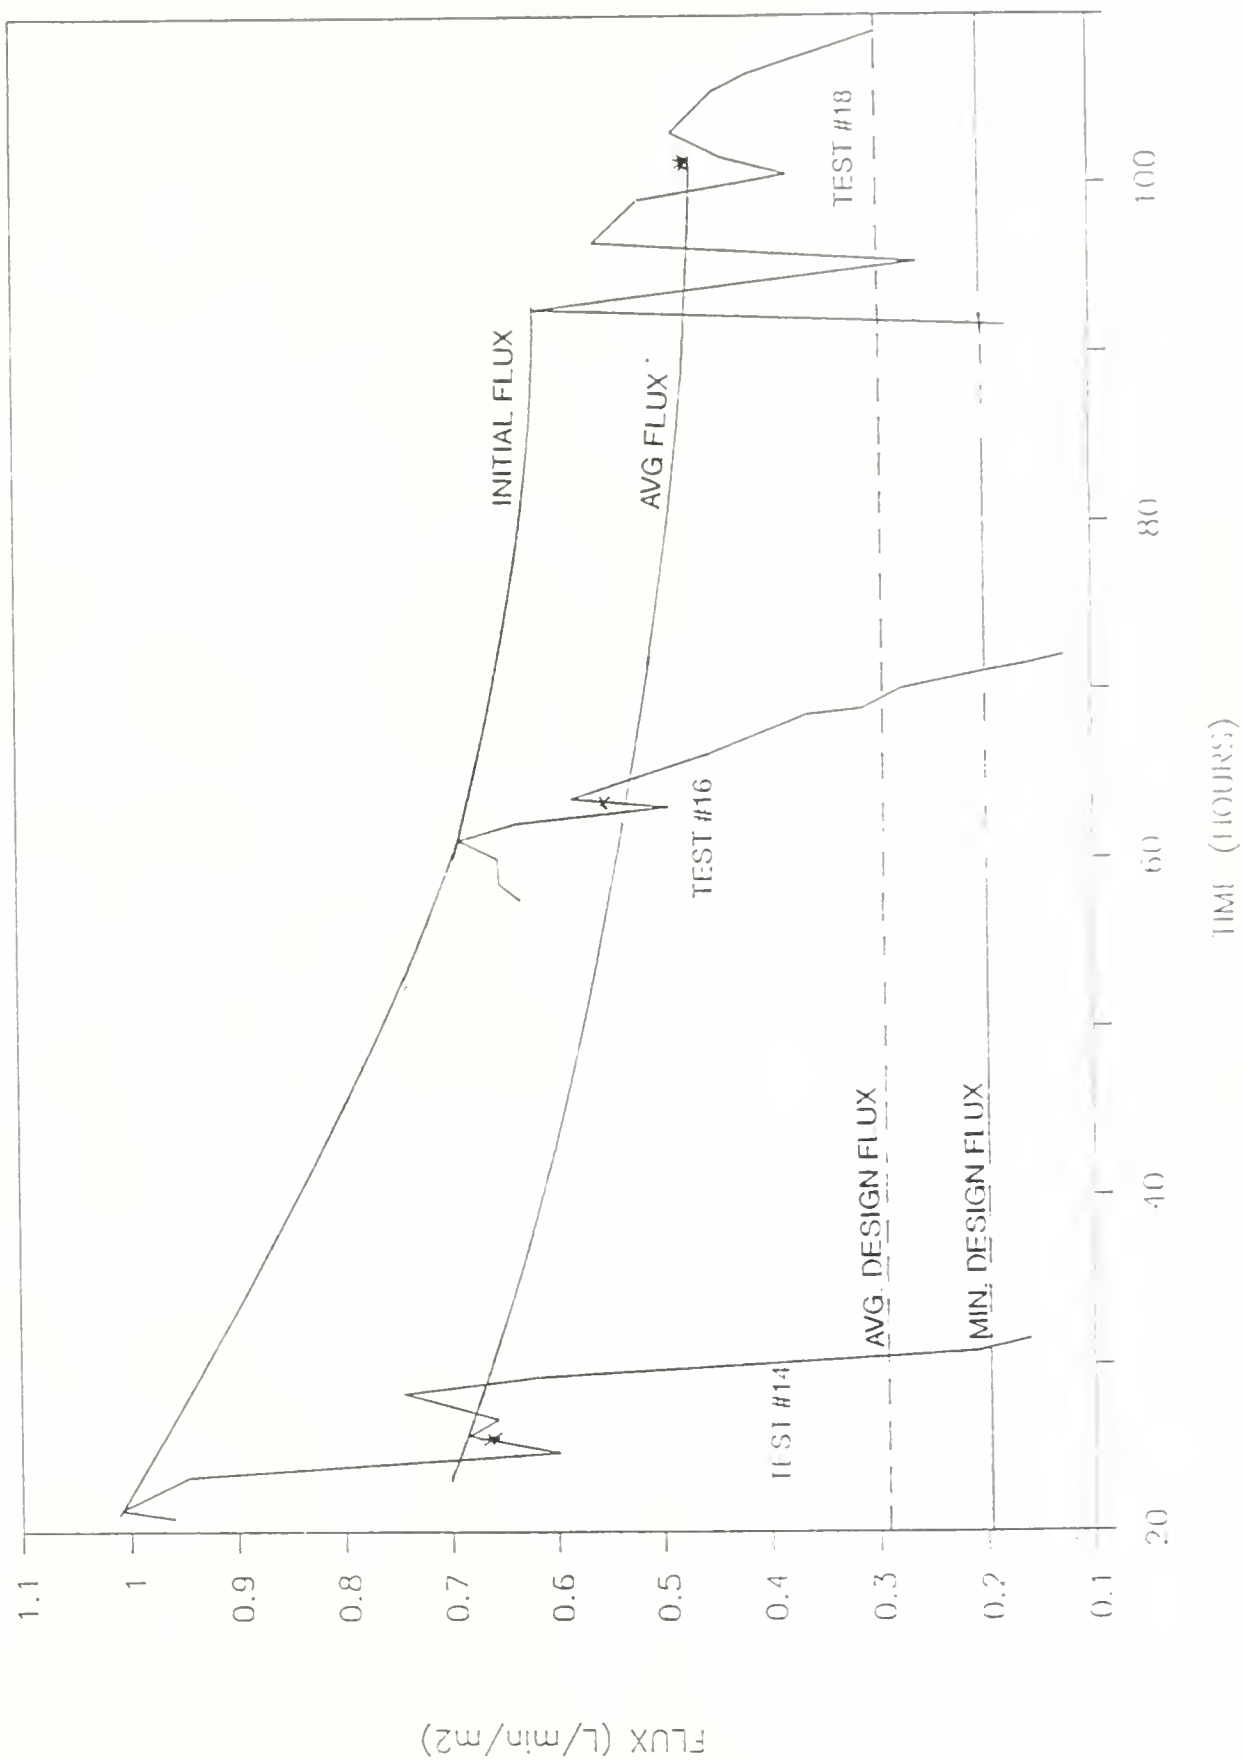 FLUX (L/min/m2)
1.1
1
0.9
0.8
0.7
0.6
0.5
0.4
0.3
0.2
0.1
INITIAL FLUX
AVG FLUX
TEST #14
TEST #16
TEST #18
AVG. DESIGN FLUX
MIN. DESIGN FLUX
20
40
60
80
100
TIME (HOURS)